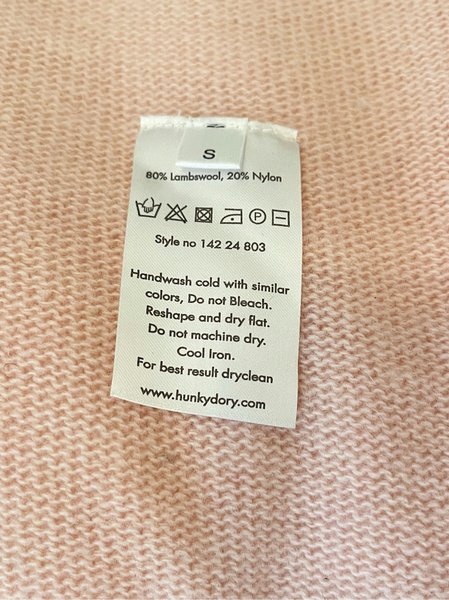 S
80% Lambswool, 20% Nylon
P
Style no 142 24 803
Handwash cold with similar
colors, Do not Bleach.
Reshape and dry flat.
Do not machine dry.
Cool Iron.
For best result dryclean
www.hunkydory.com